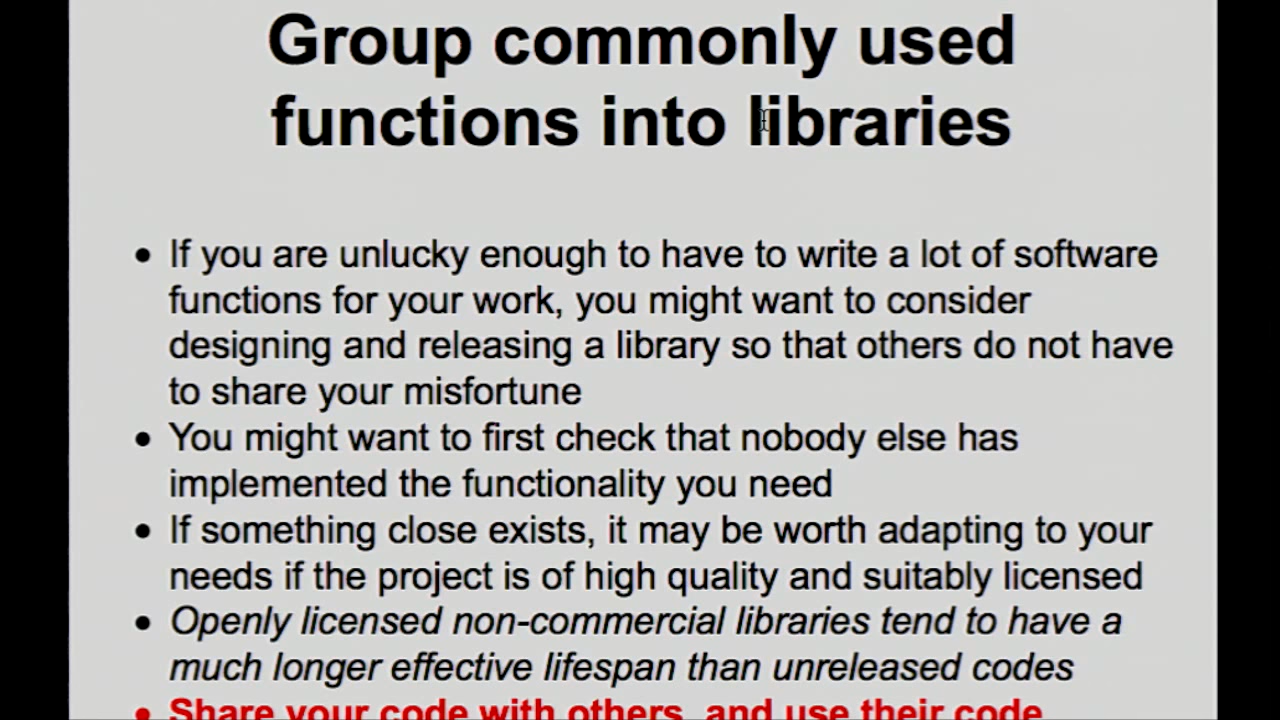 Group commonly used
functions into libraries
• If you are unlucky enough to have to write a lot of software
functions for your work, you might want to consider
designing and releasing a library so that others do not have
to share your misfortune
• You might want to first check that nobody else has
implemented the functionality you need
• If something close exists, it may be worth adapting to your
needs if the project is of high quality and suitably licensed
• Openly licensed non-commercial libraries tend to have a
much longer effective lifespan than unreleased codes
• Share your code with others, and use their code